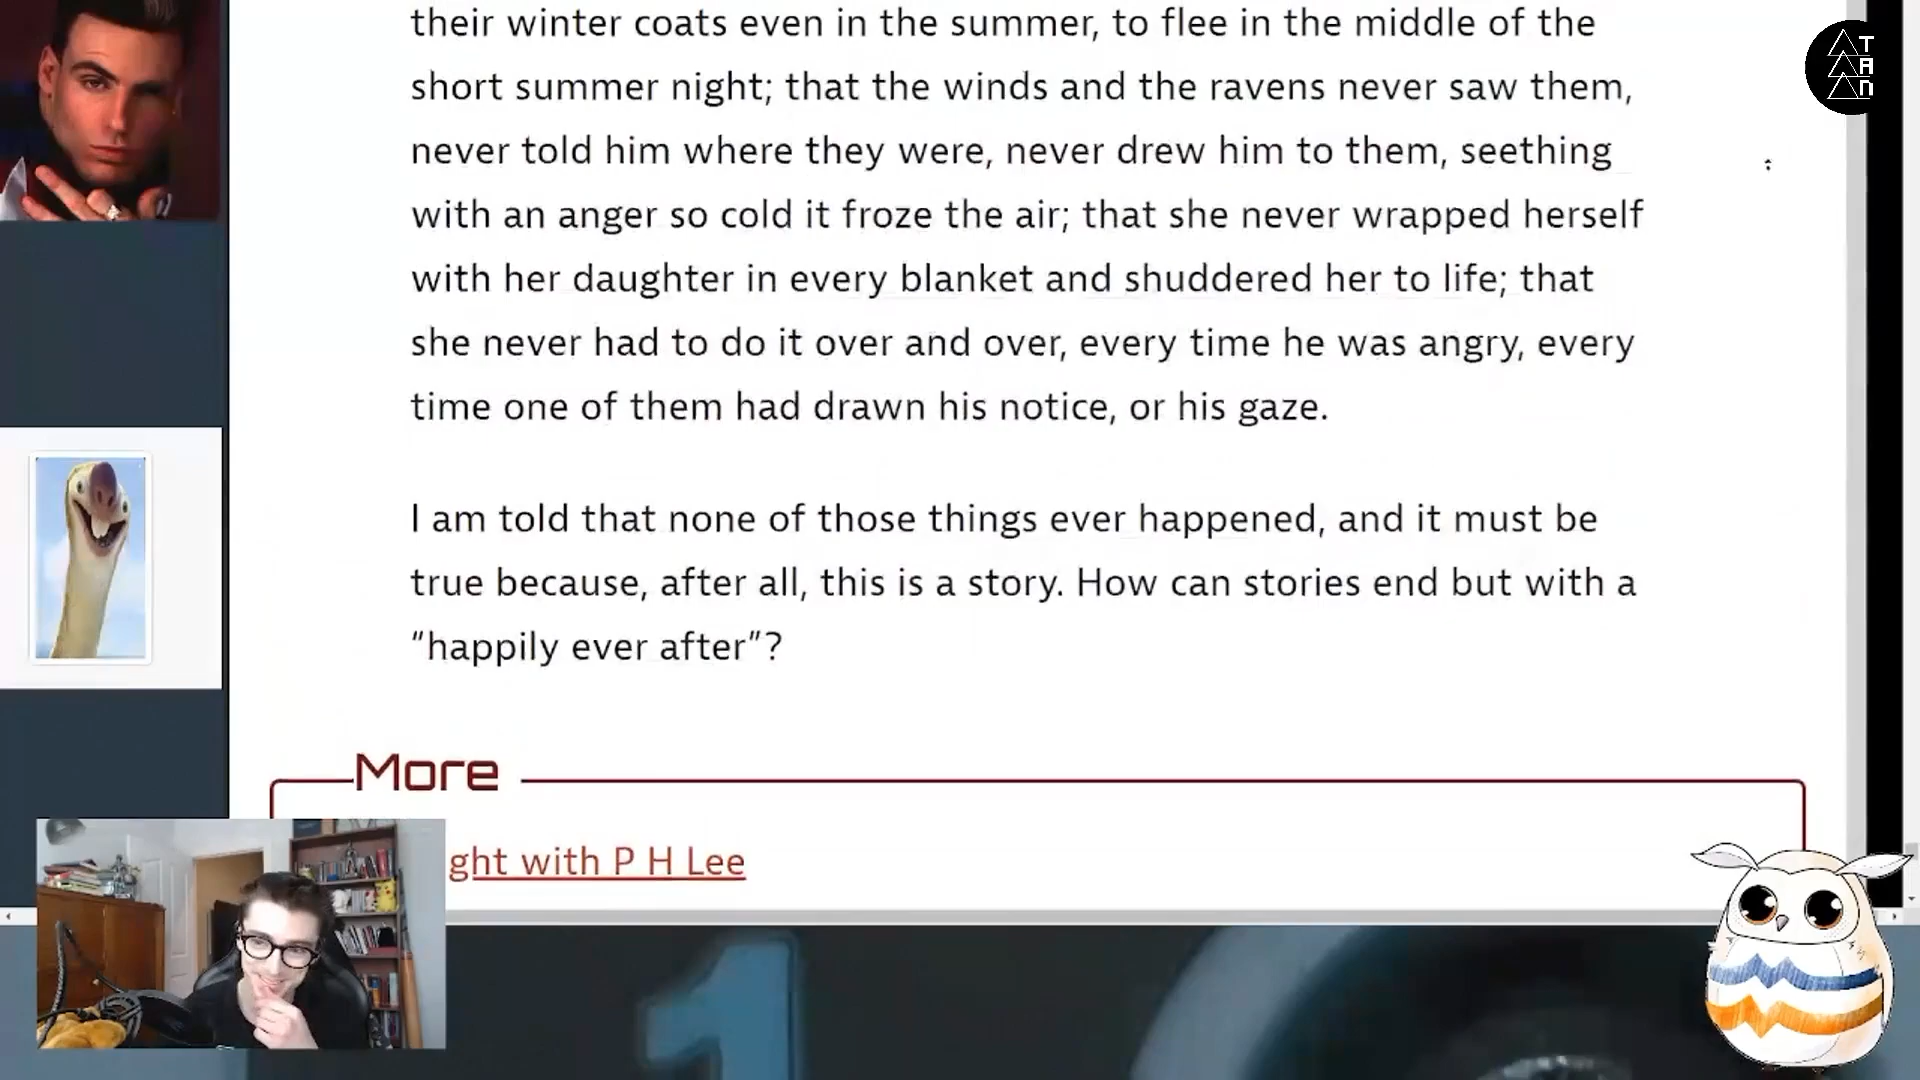 their winter coats even in the summer, to flee in the middle of the
short summer night; that the winds and the ravens never saw them,
never told him where they were, never drew him to them, seething
with an anger so cold it froze the air; that she never wrapped herself
with her daughter in every blanket and shuddered her to life; that
she never had to do it over and over, every time he was angry, every
time one of them had drawn his notice, or his gaze.
I am told that none of those things ever happened, and it must be
true because, after all, this is a story. How can stories end but with a
“happily ever after”?
More
ght with P H Lee
1
TAN